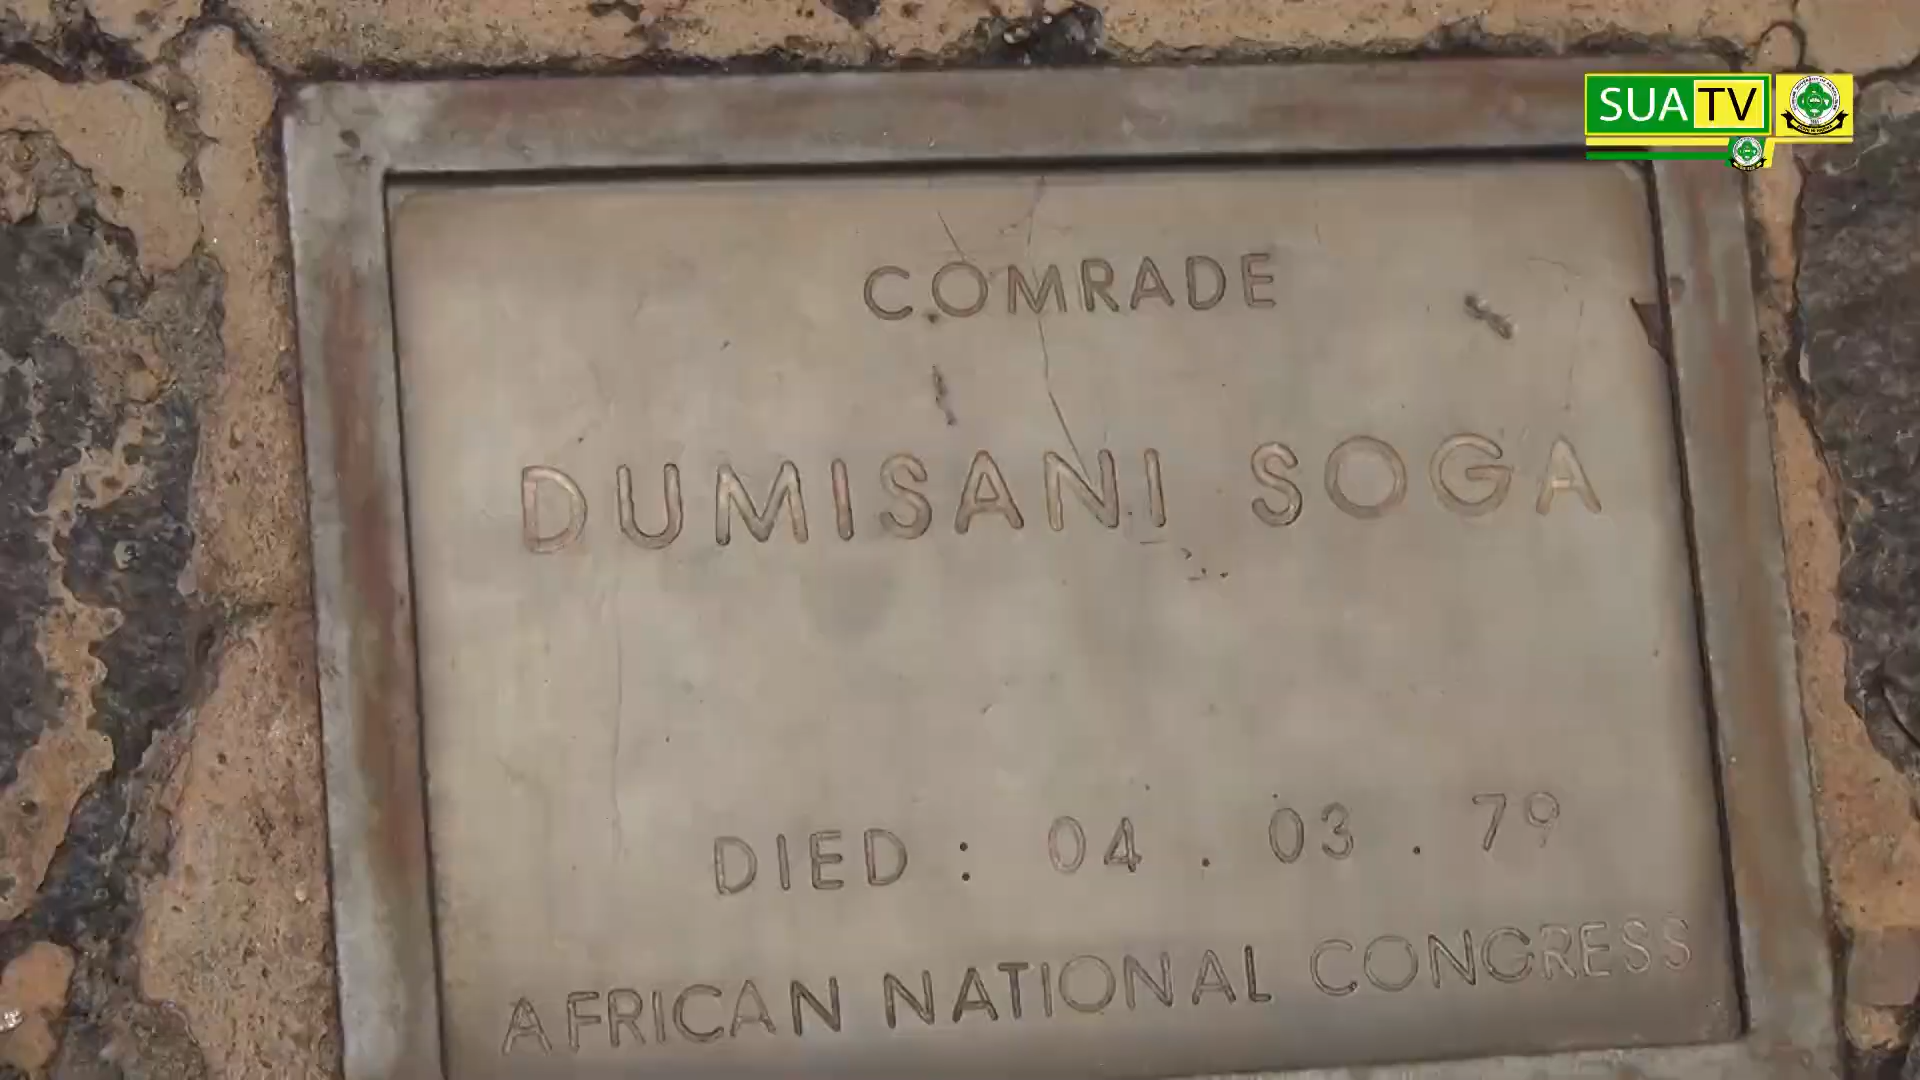 SUATV
COMRADE
DUMISANI SOGA
DIED : 04 . 03 . 79
AFRICAN NATIONAL CONGRESS